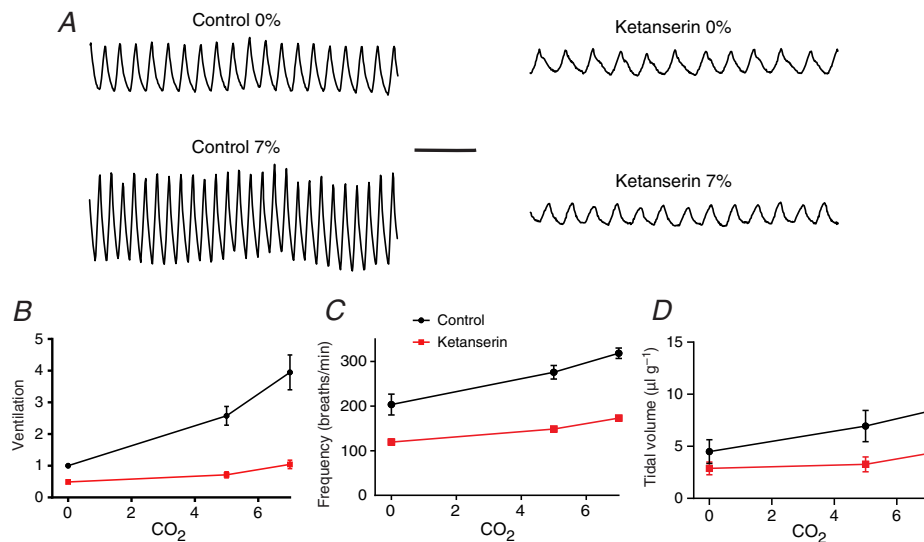 A
Control 0%
Ketanserin 0%
Control 7%
Ketanserin 7%
B
Ventilation
5
4
3
2
1
0
0 2 4 6
CO2
C
Control
Ketanserin
Frequency (breaths/min)
300
200
100
0
0 2 4 6
CO2
D
Tidal volume (µl g−1)
15
10
5
0
0 2 4 6
CO2